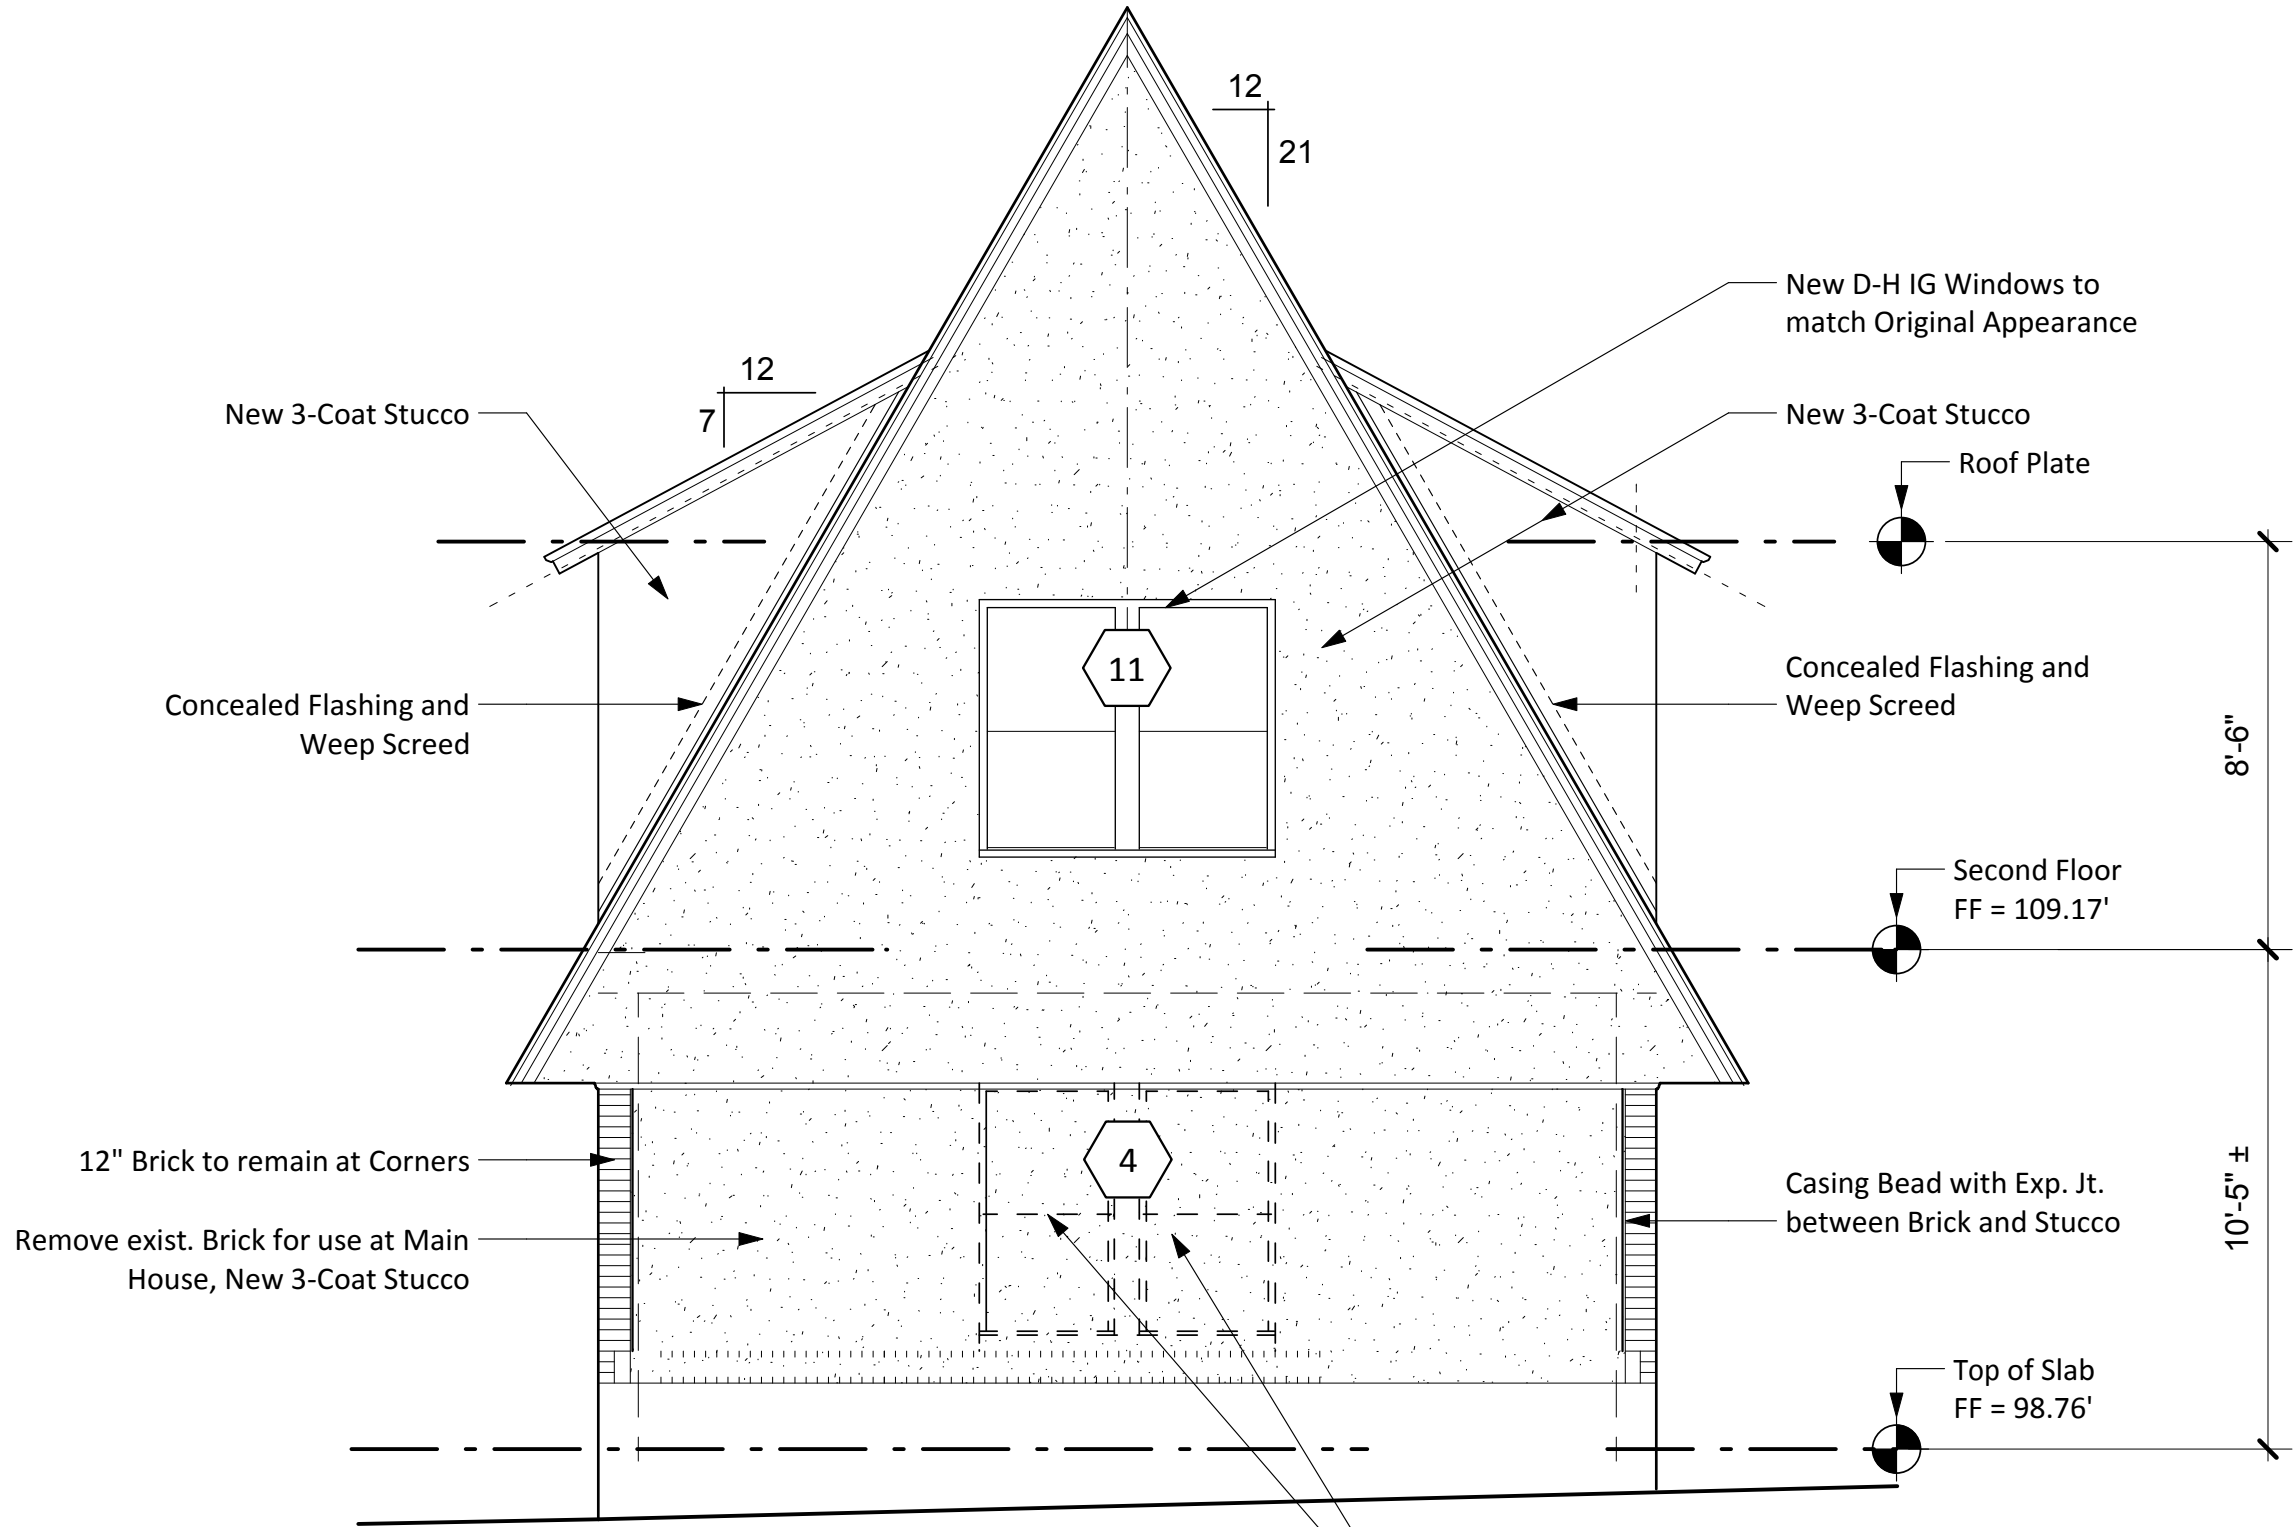 12
21
New D-H IG Windows to
match Original Appearance
12
7
New 3-Coat Stucco
New 3-Coat Stucco
Roof Plate
11
Concealed Flashing and
Weep Screed
Concealed Flashing and
Weep Screed
8'-6"
Second Floor
FF = 109.17'
12" Brick to remain at Corners
4
Casing Bead with Exp. Jt.
between Brick and Stucco
10'-5" ±
Remove exist. Brick for use at Main
House, New 3-Coat Stucco
Top of Slab
FF = 98.76'